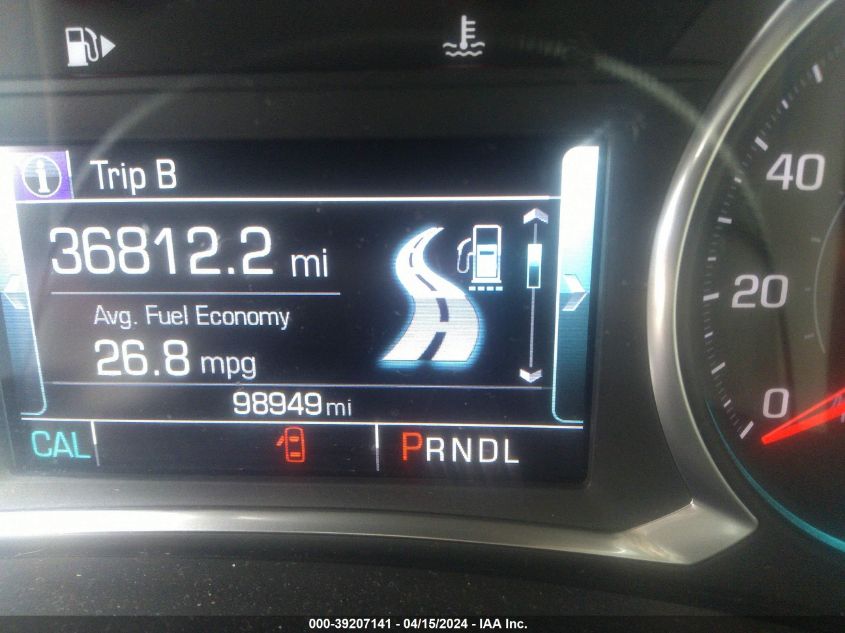 Trip B
36812.2 mi
Avg. Fuel Economy
26.8 mpg
98949 mi
CAL
PRNDL
40
20
0
000-39207141 - 04/15/2024 - IAA Inc.